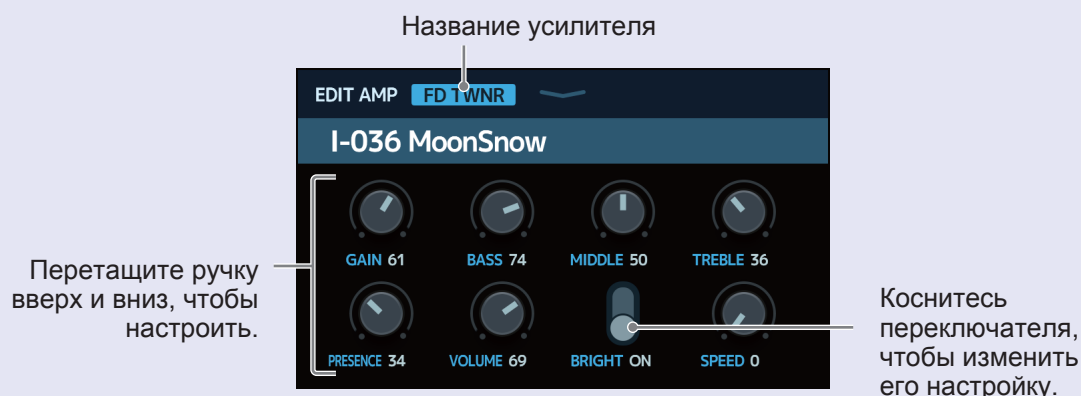 Название усилителя
EDIT AMP FD TWNR
I-036 MoonSnow
GAIN 61 BASS 74 MIDDLE 50 TREBLE 36
PRESENCE 34 VOLUME 69 BRIGHT ON SPEED 0
Перетащите ручку
вверх и вниз, чтобы
настроить.
Коснитесь
переключателя,
чтобы изменить
его настройку.